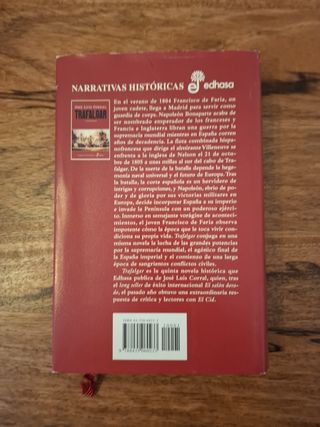 NARRATIVAS HISTÓRICAS edhasa
JOSÉ LUIS CORRAL
TRAFALGAR
En el verano de 1804 Francisco de Faria, un
joven cadete, llega a Madrid para servir como
guardia de corps. Napoleón Bonaparte acaba de
ser nombrado emperador de los franceses y
Francia e Inglaterra libran una guerra por la
supremacía mundial mientras en España corren
años de decadencia. La flota combinada hispa-
nofrancesa que dirige el almirante Villeneuve se
enfrenta a la inglesa de Nelson el 21 de octu-
bre de 1805 a unas millas al sur del cabo de Tra-
falgar. De la suerte de la batalla depende la hege-
monía naval universal y el futuro de Europa. Tras
la batalla, la corte española es un hervidero de
intrigas y corrupciones, y Napoleón, ebrio de po-
der y de gloria por sus victorias militares en
Europa, decide incorporar España a su imperio
e invade la Península con un poderoso ejérci-
to. Inmerso en semejante vorágine de aconteci-
mientos, el joven Francisco de Faria observa
impotente cómo la época que le toca vivir condi-
ciona su propia vida. Trafalgar conjuga en una
misma novela la lucha de las grandes potencias
por la supremacía mundial, el agónico final de
la España imperial y el comienzo de una larga
época de sangrientos conflictos civiles.
Trafalgar es la quinta novela histórica que
Edhasa publica de José Luis Corral, quien, tras
el long seller de éxito internacional El salón dora-
do, el pasado año obtuvo una extraordinaria res-
puesta de crítica y lectores con El Cid.